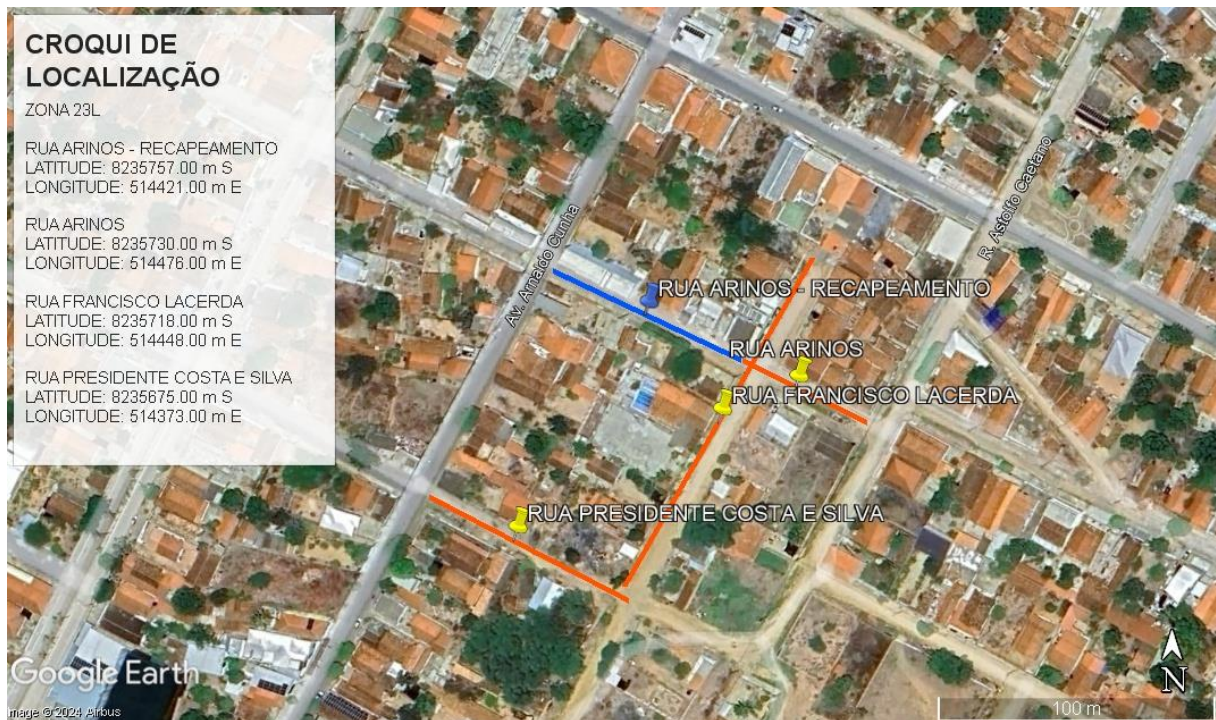 CROQUI DE
LOCALIZAÇÃO
ZONA 23L
RUA ARINOS - RECAPEAMENTO
LATITUDE: 8235757.00 m S
LONGITUDE: 514421.00 m E
RUA ARINOS
LATITUDE: 8235730.00 m S
LONGITUDE: 514476.00 m E
RUA FRANCISCO LACERDA
LATITUDE: 8235718.00 m S
LONGITUDE: 514448.00 m E
RUA PRESIDENTE COSTA E SILVA
LATITUDE: 8235675.00 m S
LONGITUDE: 514373.00 m E
Av. Arnaldo Cunha
R. Astolfo Caetano
RUA ARINOS - RECAPEAMENTO
RUA ARINOS
RUA FRANCISCO LACERDA
RUA PRESIDENTE COSTA E SILVA
Google Earth
Image © 2024 Airbus
N
100 m